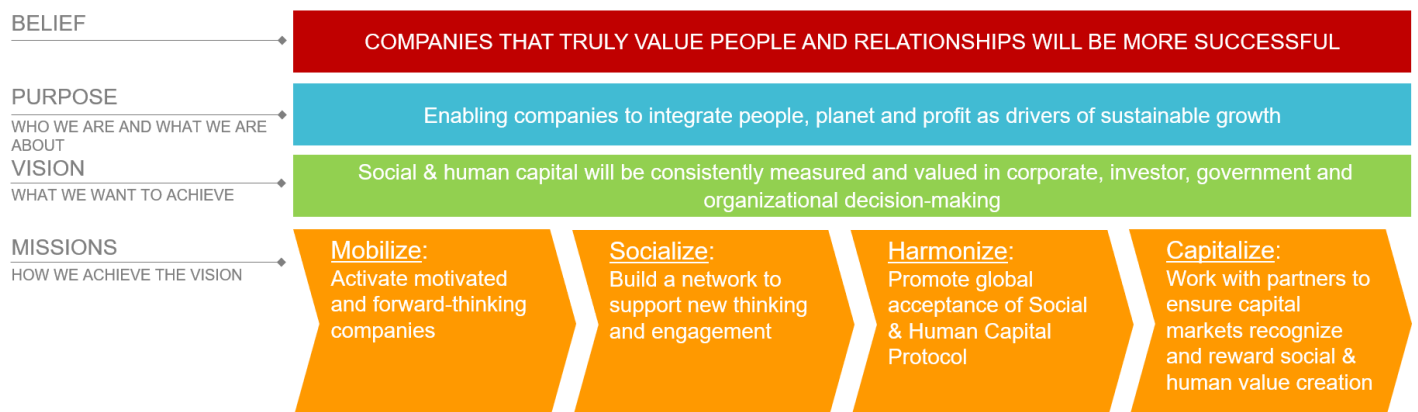 BELIEF
COMPANIES THAT TRULY VALUE PEOPLE AND RELATIONSHIPS WILL BE MORE SUCCESSFUL
PURPOSE
WHO WE ARE AND WHAT WE ARE
ABOUT
Enabling companies to integrate people, planet and profit as drivers of sustainable growth
VISION
WHAT WE WANT TO ACHIEVE
Social & human capital will be consistently measured and valued in corporate, investor, government and
organizational decision-making
MISSIONS
HOW WE ACHIEVE THE VISION
Mobilize:
Activate motivated
and forward-thinking
companies
Socialize:
Build a network to
support new thinking
and engagement
Harmonize:
Promote global
acceptance of Social
& Human Capital
Protocol
Capitalize:
Work with partners to
ensure capital
markets recognize
and reward social &
human value creation